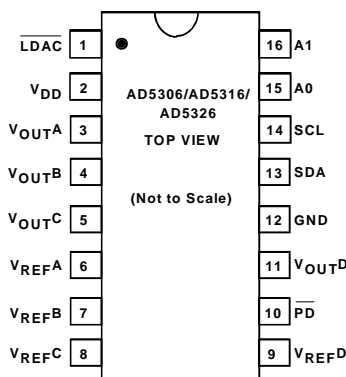 LDAC 1 16 A1
VDD 2 AD5306/AD5316/ 15 A0
AD5326
VOUTA 3 TOP VIEW 14 SCL
VOUTB 4 13 SDA
VOUTC 5 (Not to Scale) 12 GND
VREFA 6 11 VOUTD
VREFB 7 10 PD
VREFC 8 9 VREFD